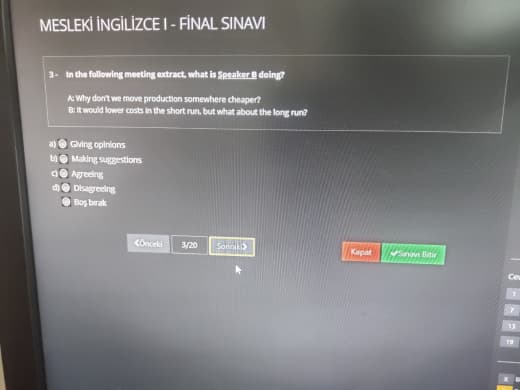 MESLEKİ İNGİLİZCE I - FİNAL SINAVI
3- In the following meeting extract, what is Speaker B doing?
A: Why don't we move production somewhere cheaper?
B: It would lower costs in the short run, but what about the long run?
a) Giving opinions
b) Making suggestions
c) Agreeing
d) Disagreeing
Boş bırak
Önceki 3/20 Sonraki Kapat Sınavı Bitir
Cev
1
7
13
19